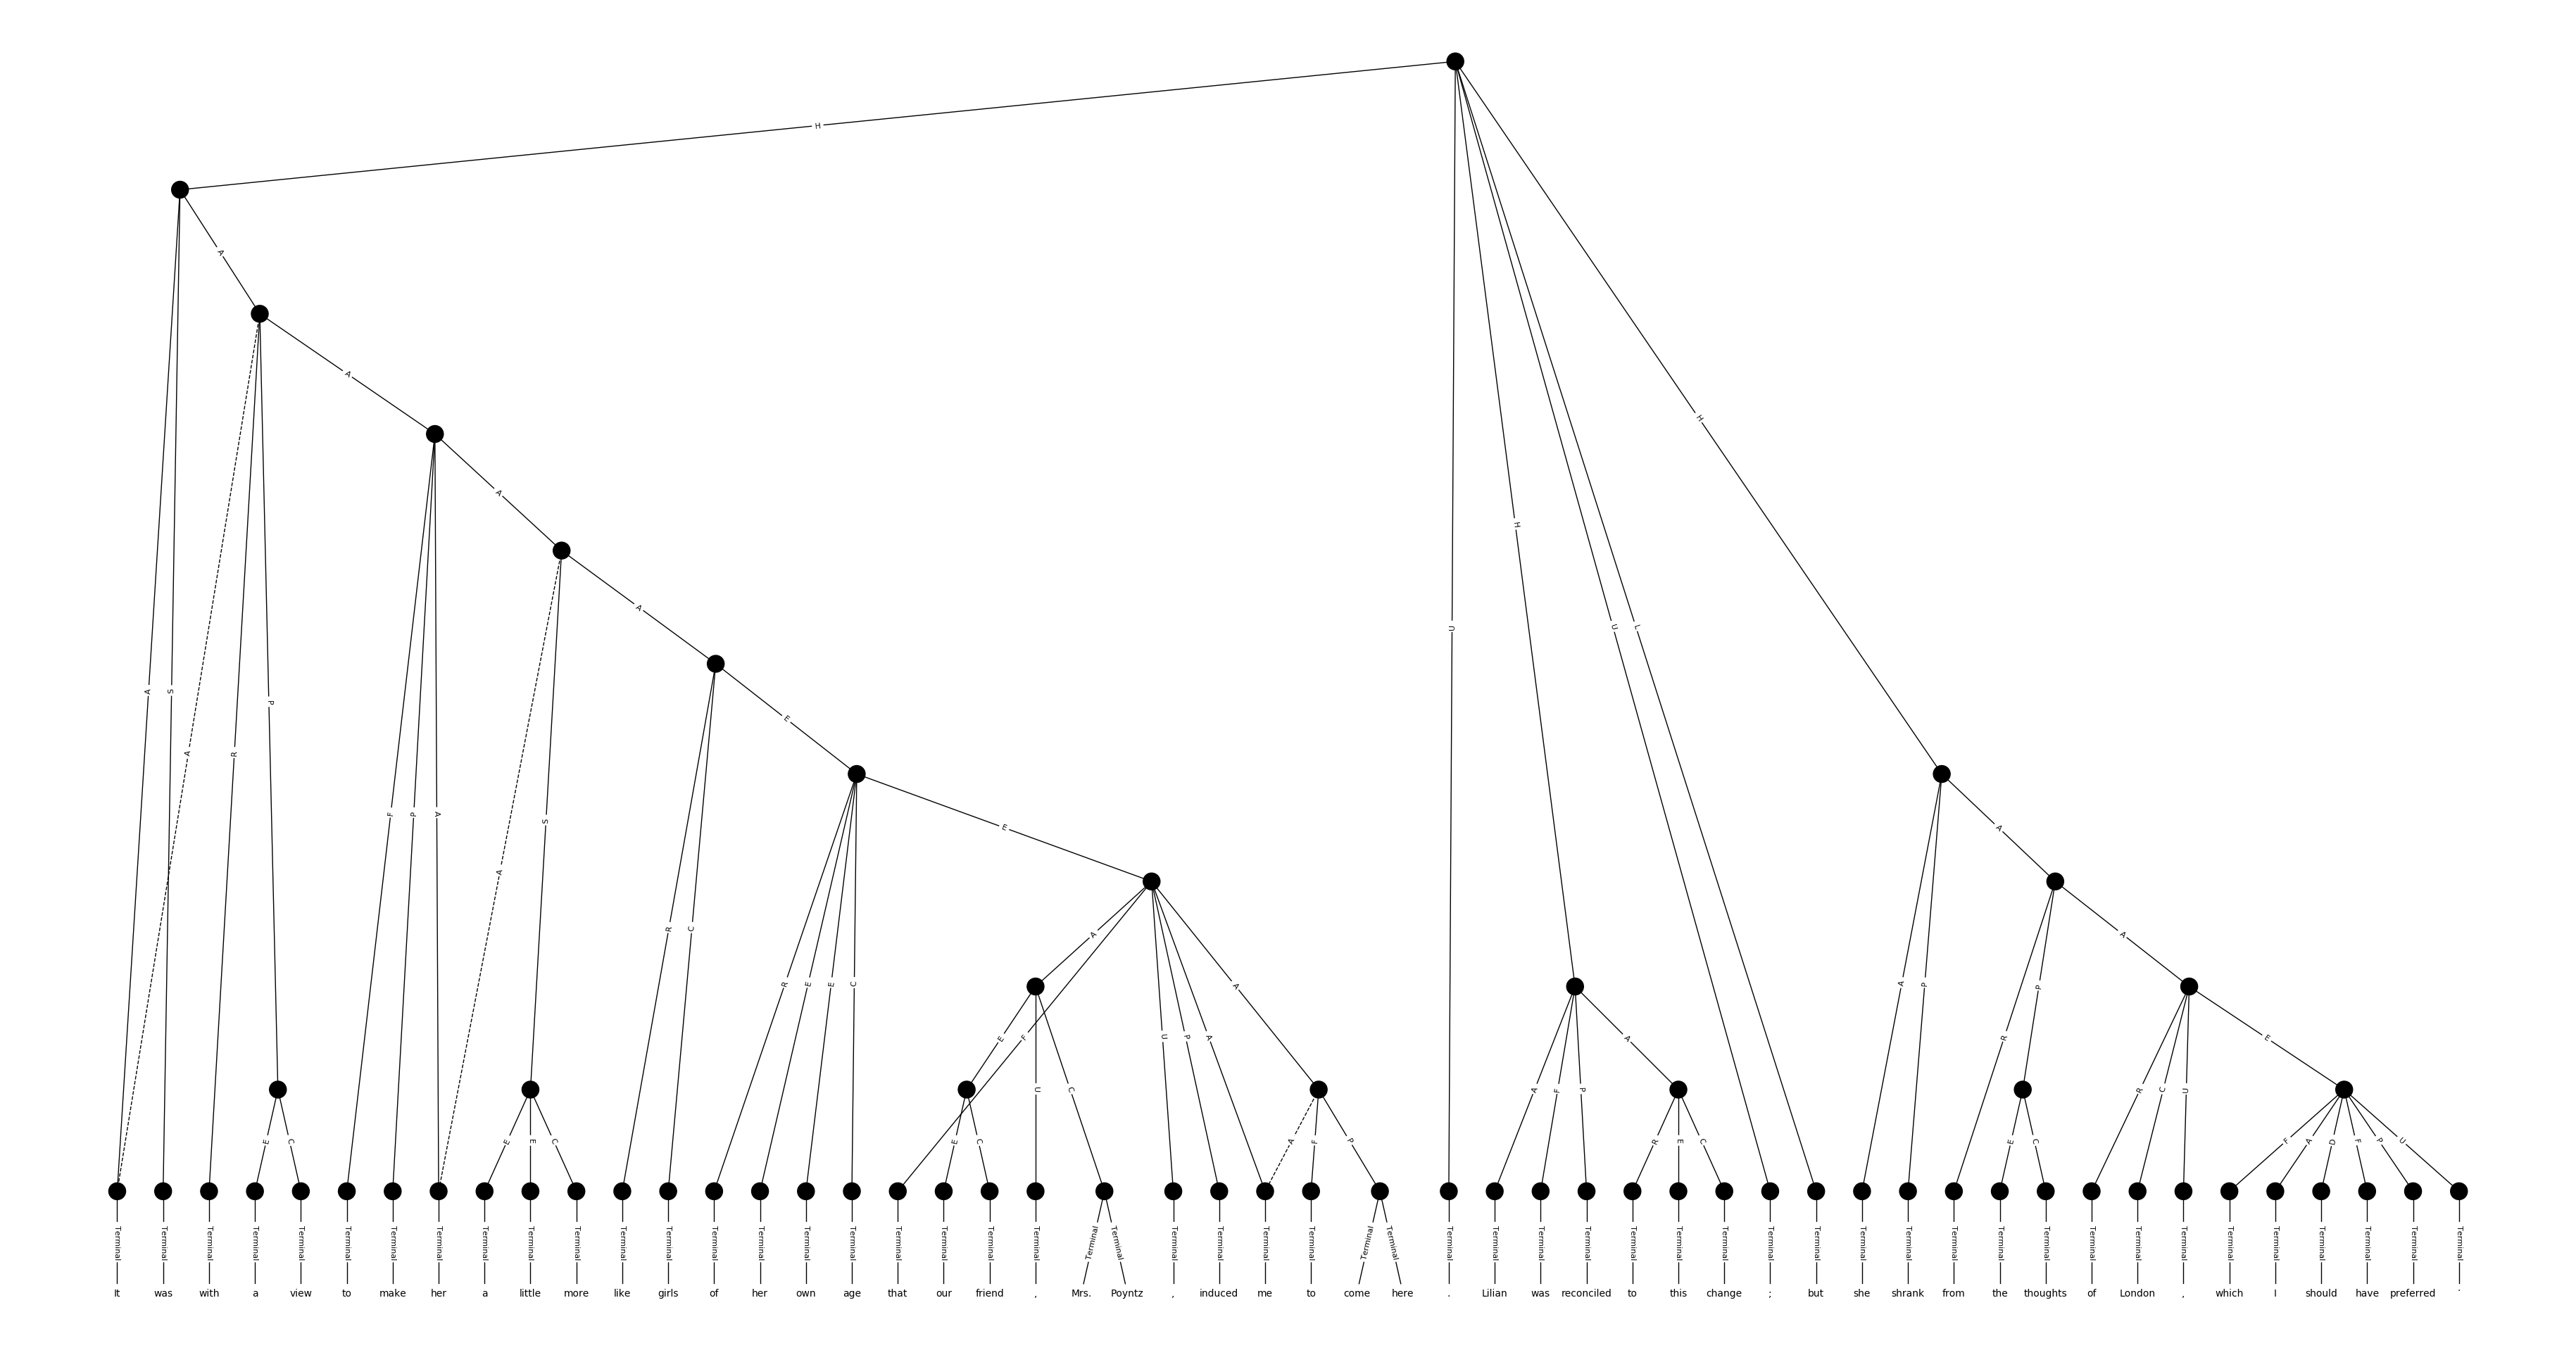 H
A
A
A
A
S
A
R
P
A
F
P
A
A
S
E
E
R
C
U
H
U
L
H
R
E
E
C
A
F
U
P
A
A
E
U
C
A
F
P
A
A
P
A
R
P
A
R
C
U
E
E C E E C E C A F P R E C E C F A D F P U
Terminal Terminal Terminal Terminal Terminal Terminal Terminal Terminal Terminal Terminal Terminal Terminal Terminal Terminal Terminal Terminal Terminal Terminal Terminal Terminal Terminal Terminal Terminal Terminal Terminal Terminal Terminal Terminal Terminal Terminal Terminal Terminal Terminal Terminal Terminal Terminal Terminal Terminal Terminal Terminal Terminal Terminal Terminal Terminal Terminal Terminal Terminal Terminal Terminal Terminal Terminal Terminal Terminal
It was with a view to make her a little more like girls of her own age that our friend , Mrs. Poyntz , induced me to come here . Lilian was reconciled to this change ; but she shrank from the thoughts of London , which I should have preferred .